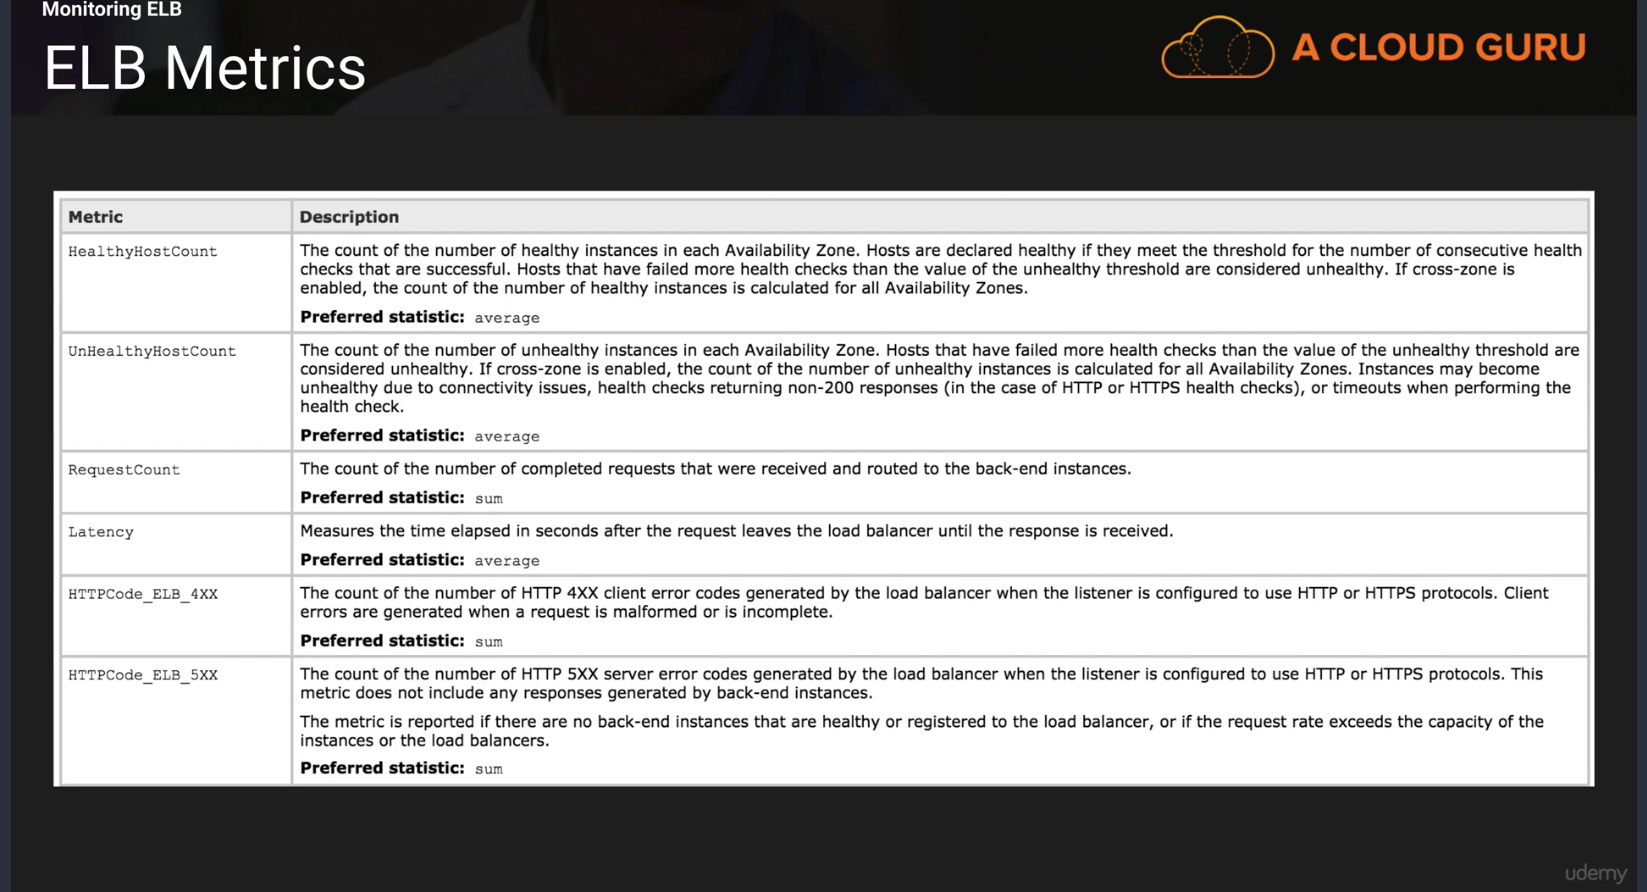 Monitoring ELB
ELB Metrics
A CLOUD GURU
Metric
Description
HealthyHostCount
The count of the number of healthy instances in each Availability Zone. Hosts are declared healthy if they meet the threshold for the number of consecutive health
checks that are successful. Hosts that have failed more health checks than the value of the unhealthy threshold are considered unhealthy. If cross-zone is
enabled, the count of the number of healthy instances is calculated for all Availability Zones.
Preferred statistic: average
UnHealthyHostCount
The count of the number of unhealthy instances in each Availability Zone. Hosts that have failed more health checks than the value of the unhealthy threshold are
considered unhealthy. If cross-zone is enabled, the count of the number of unhealthy instances is calculated for all Availability Zones. Instances may become
unhealthy due to connectivity issues, health checks returning non-200 responses (in the case of HTTP or HTTPS health checks), or timeouts when performing the
health check.
Preferred statistic: average
RequestCount
The count of the number of completed requests that were received and routed to the back-end instances.
Preferred statistic: sum
Latency
Measures the time elapsed in seconds after the request leaves the load balancer until the response is received.
Preferred statistic: average
HTTPCode_ELB_4XX
The count of the number of HTTP 4XX client error codes generated by the load balancer when the listener is configured to use HTTP or HTTPS protocols. Client
errors are generated when a request is malformed or is incomplete.
Preferred statistic: sum
HTTPCode_ELB_5XX
The count of the number of HTTP 5XX server error codes generated by the load balancer when the listener is configured to use HTTP or HTTPS protocols. This
metric does not include any responses generated by back-end instances.
The metric is reported if there are no back-end instances that are healthy or registered to the load balancer, or if the request rate exceeds the capacity of the
instances or the load balancers.
Preferred statistic: sum
udemy